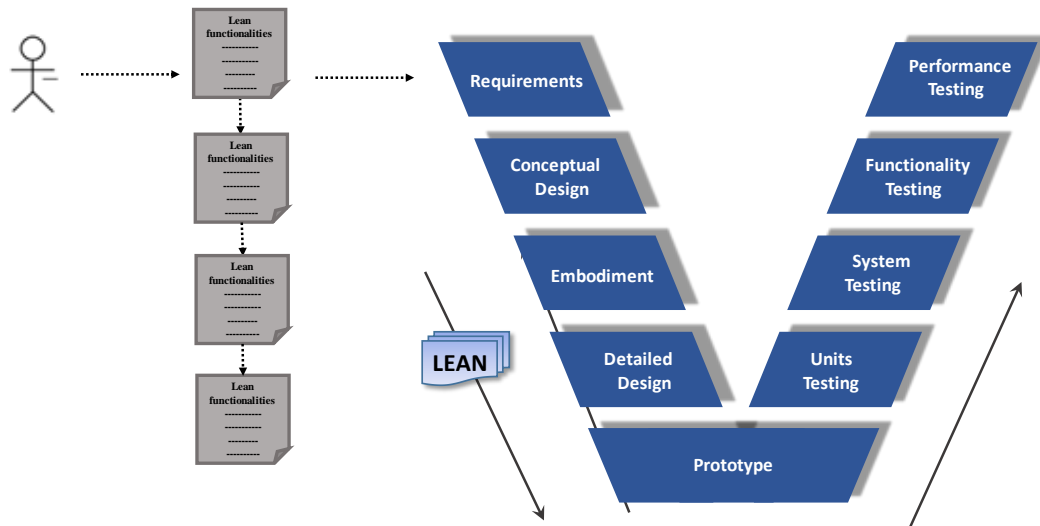 Lean
functionalities
-----------
-----------
---------
----------
Lean
functionalities
-----------
-----------
---------
----------
Lean
functionalities
-----------
-----------
---------
----------
Lean
functionalities
-----------
-----------
---------
----------
LEAN
Requirements
Conceptual
Design
Embodiment
Detailed
Design
Prototype
Units
Testing
System
Testing
Functionality
Testing
Performance
Testing